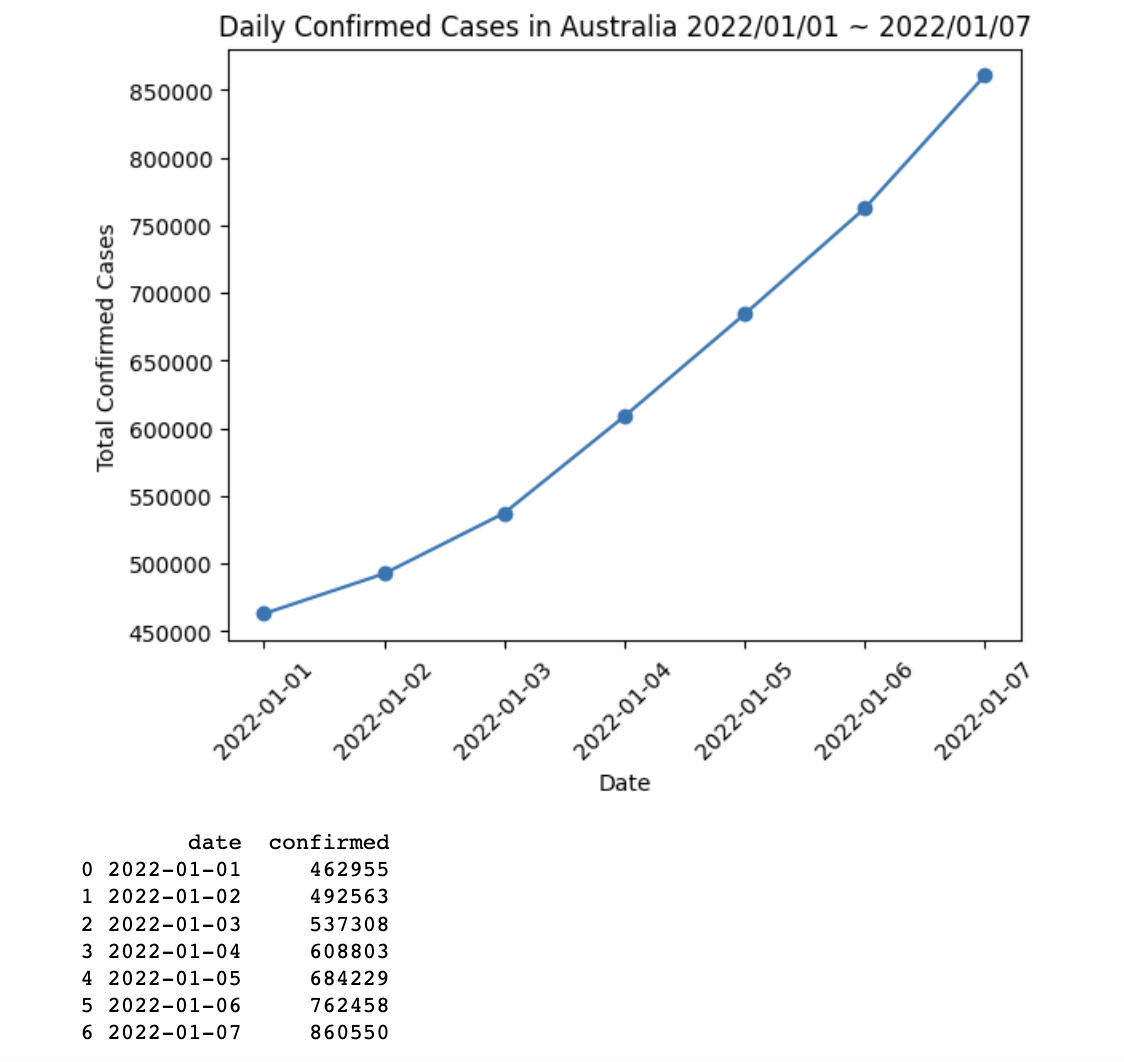 Daily Confirmed Cases in Australia 2022/01/01 ~ 2022/01/07
850000
800000
750000
700000
650000
600000
550000
500000
450000
Total Confirmed Cases
2022-01-01
2022-01-02
2022-01-03
2022-01-04
2022-01-05
2022-01-06
2022-01-07
Date
date confirmed
0 2022-01-01 462955
1 2022-01-02 492563
2 2022-01-03 537308
3 2022-01-04 608803
4 2022-01-05 684229
5 2022-01-06 762458
6 2022-01-07 860550